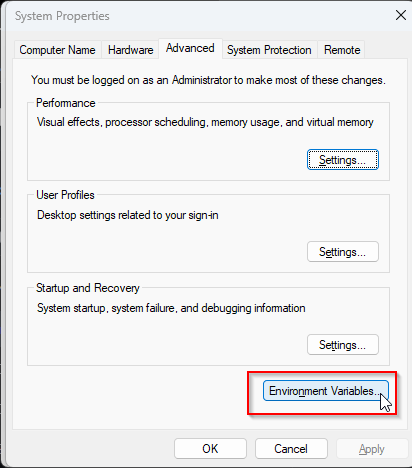 System Properties
Computer Name Hardware Advanced System Protection Remote
You must be logged on as an Administrator to make most of these changes.
Performance
Visual effects, processor scheduling, memory usage, and virtual memory
Settings...
User Profiles
Desktop settings related to your sign-in
Settings...
Startup and Recovery
System startup, system failure, and debugging information
Settings...
Environment Variables...
OK Cancel Apply